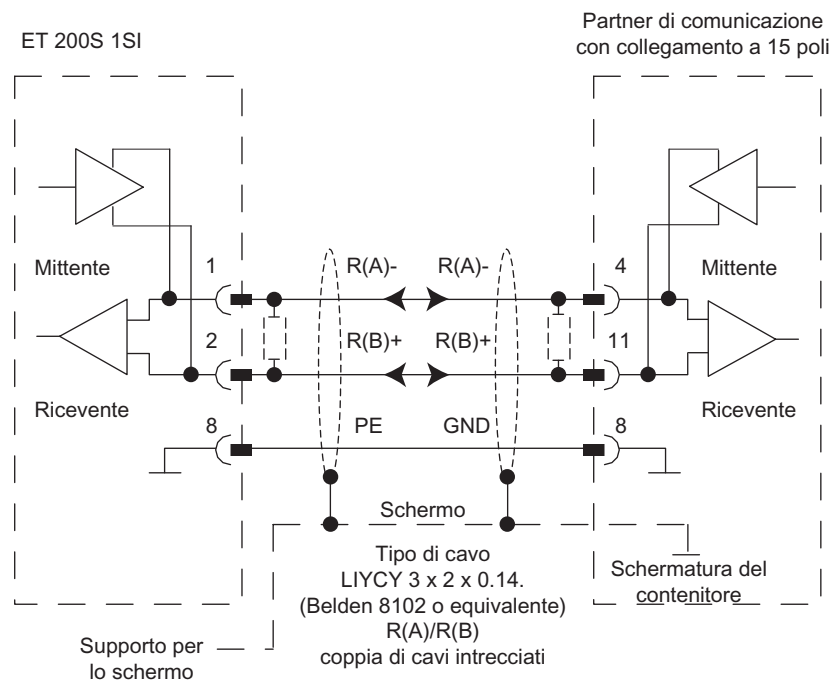 ET 200S 1SI
Partner di comunicazione
con collegamento a 15 poli
Mittente
1
R(A)-
R(A)-
4
Mittente
2
R(B)+
R(B)+
11
Ricevente
8
PE
GND
8
Ricevente
Schermo
Tipo di cavo
LIYCY 3 x 2 x 0.14.
(Belden 8102 o equivalente)
R(A)/R(B)
coppia di cavi intrecciati
Schermatura del
contenitore
Supporto per
lo schermo